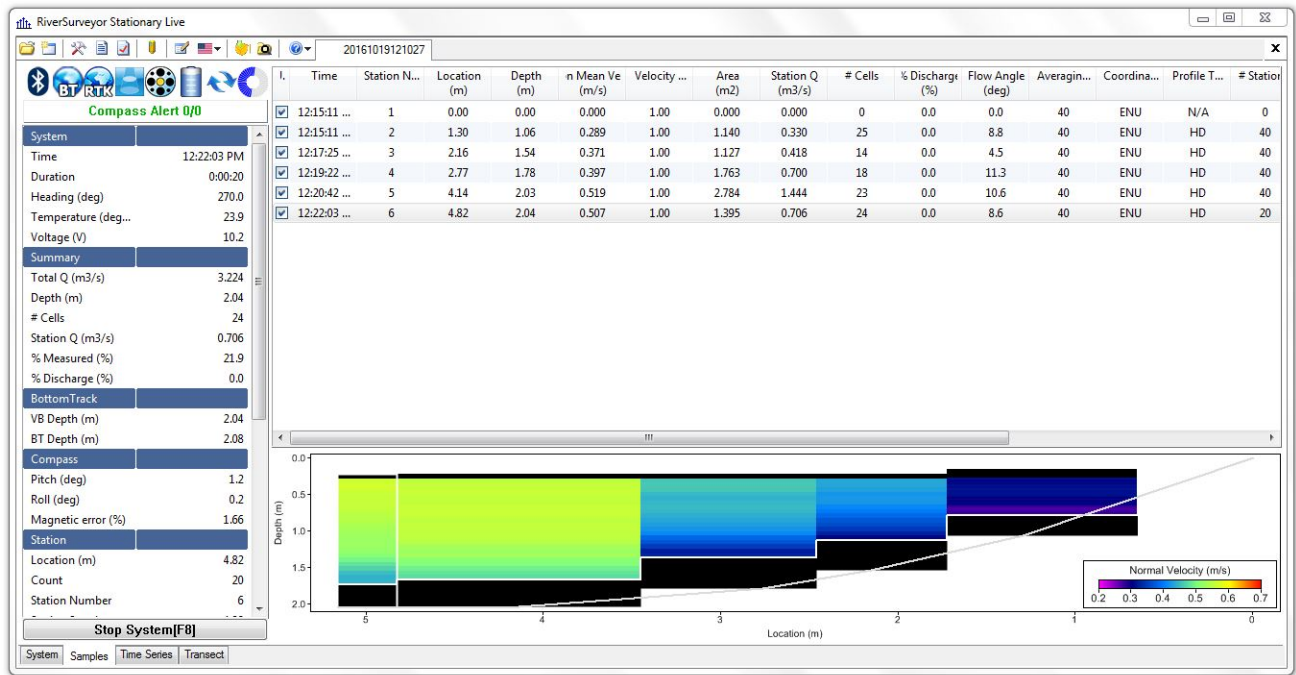 RiverSurveyor Stationary Live
20161019121027
BT RTK
Compass Alert 0/0
System
Time 12:22:03 PM
Duration 0:00:20
Heading (deg) 270.0
Temperature (deg... 23.9
Voltage (V) 10.2
Summary
Total Q (m3/s) 3.224
Depth (m) 2.04
# Cells 24
Station Q (m3/s) 0.706
% Measured (%) 21.9
% Discharge (%) 0.0
BottomTrack
VB Depth (m) 2.04
BT Depth (m) 2.08
Compass
Pitch (deg) 1.2
Roll (deg) 0.2
Magnetic error (%) 1.66
Station
Location (m) 4.82
Count 20
Station Number 6
Stop System[F8]
System Samples Time Series Transect
I. Time Station N... Location (m) Depth (m) n Mean Ve (m/s) Velocity ... Area (m2) Station Q (m3/s) # Cells % Discharge (%) Flow Angle (deg) Averagin... Coordina... Profile T... # Station
12:15:11 ... 1 0.00 0.00 0.000 1.00 0.000 0.000 0 0.0 0.0 40 ENU N/A 0
12:15:11 ... 2 1.30 1.06 0.289 1.00 1.140 0.330 25 0.0 8.8 40 ENU HD 40
12:17:25 ... 3 2.16 1.54 0.371 1.00 1.127 0.418 14 0.0 4.5 40 ENU HD 40
12:19:22 ... 4 2.77 1.78 0.397 1.00 1.763 0.700 18 0.0 11.3 40 ENU HD 40
12:20:42 ... 5 4.14 2.03 0.519 1.00 2.784 1.444 23 0.0 10.6 40 ENU HD 40
12:22:03 ... 6 4.82 2.04 0.507 1.00 1.395 0.706 24 0.0 8.6 40 ENU HD 20
Depth (m)
0.0
0.5
1.0
1.5
2.0
Normal Velocity (m/s)
0.2 0.3 0.4 0.5 0.6 0.7
5 4 3 2 1 0
Location (m)